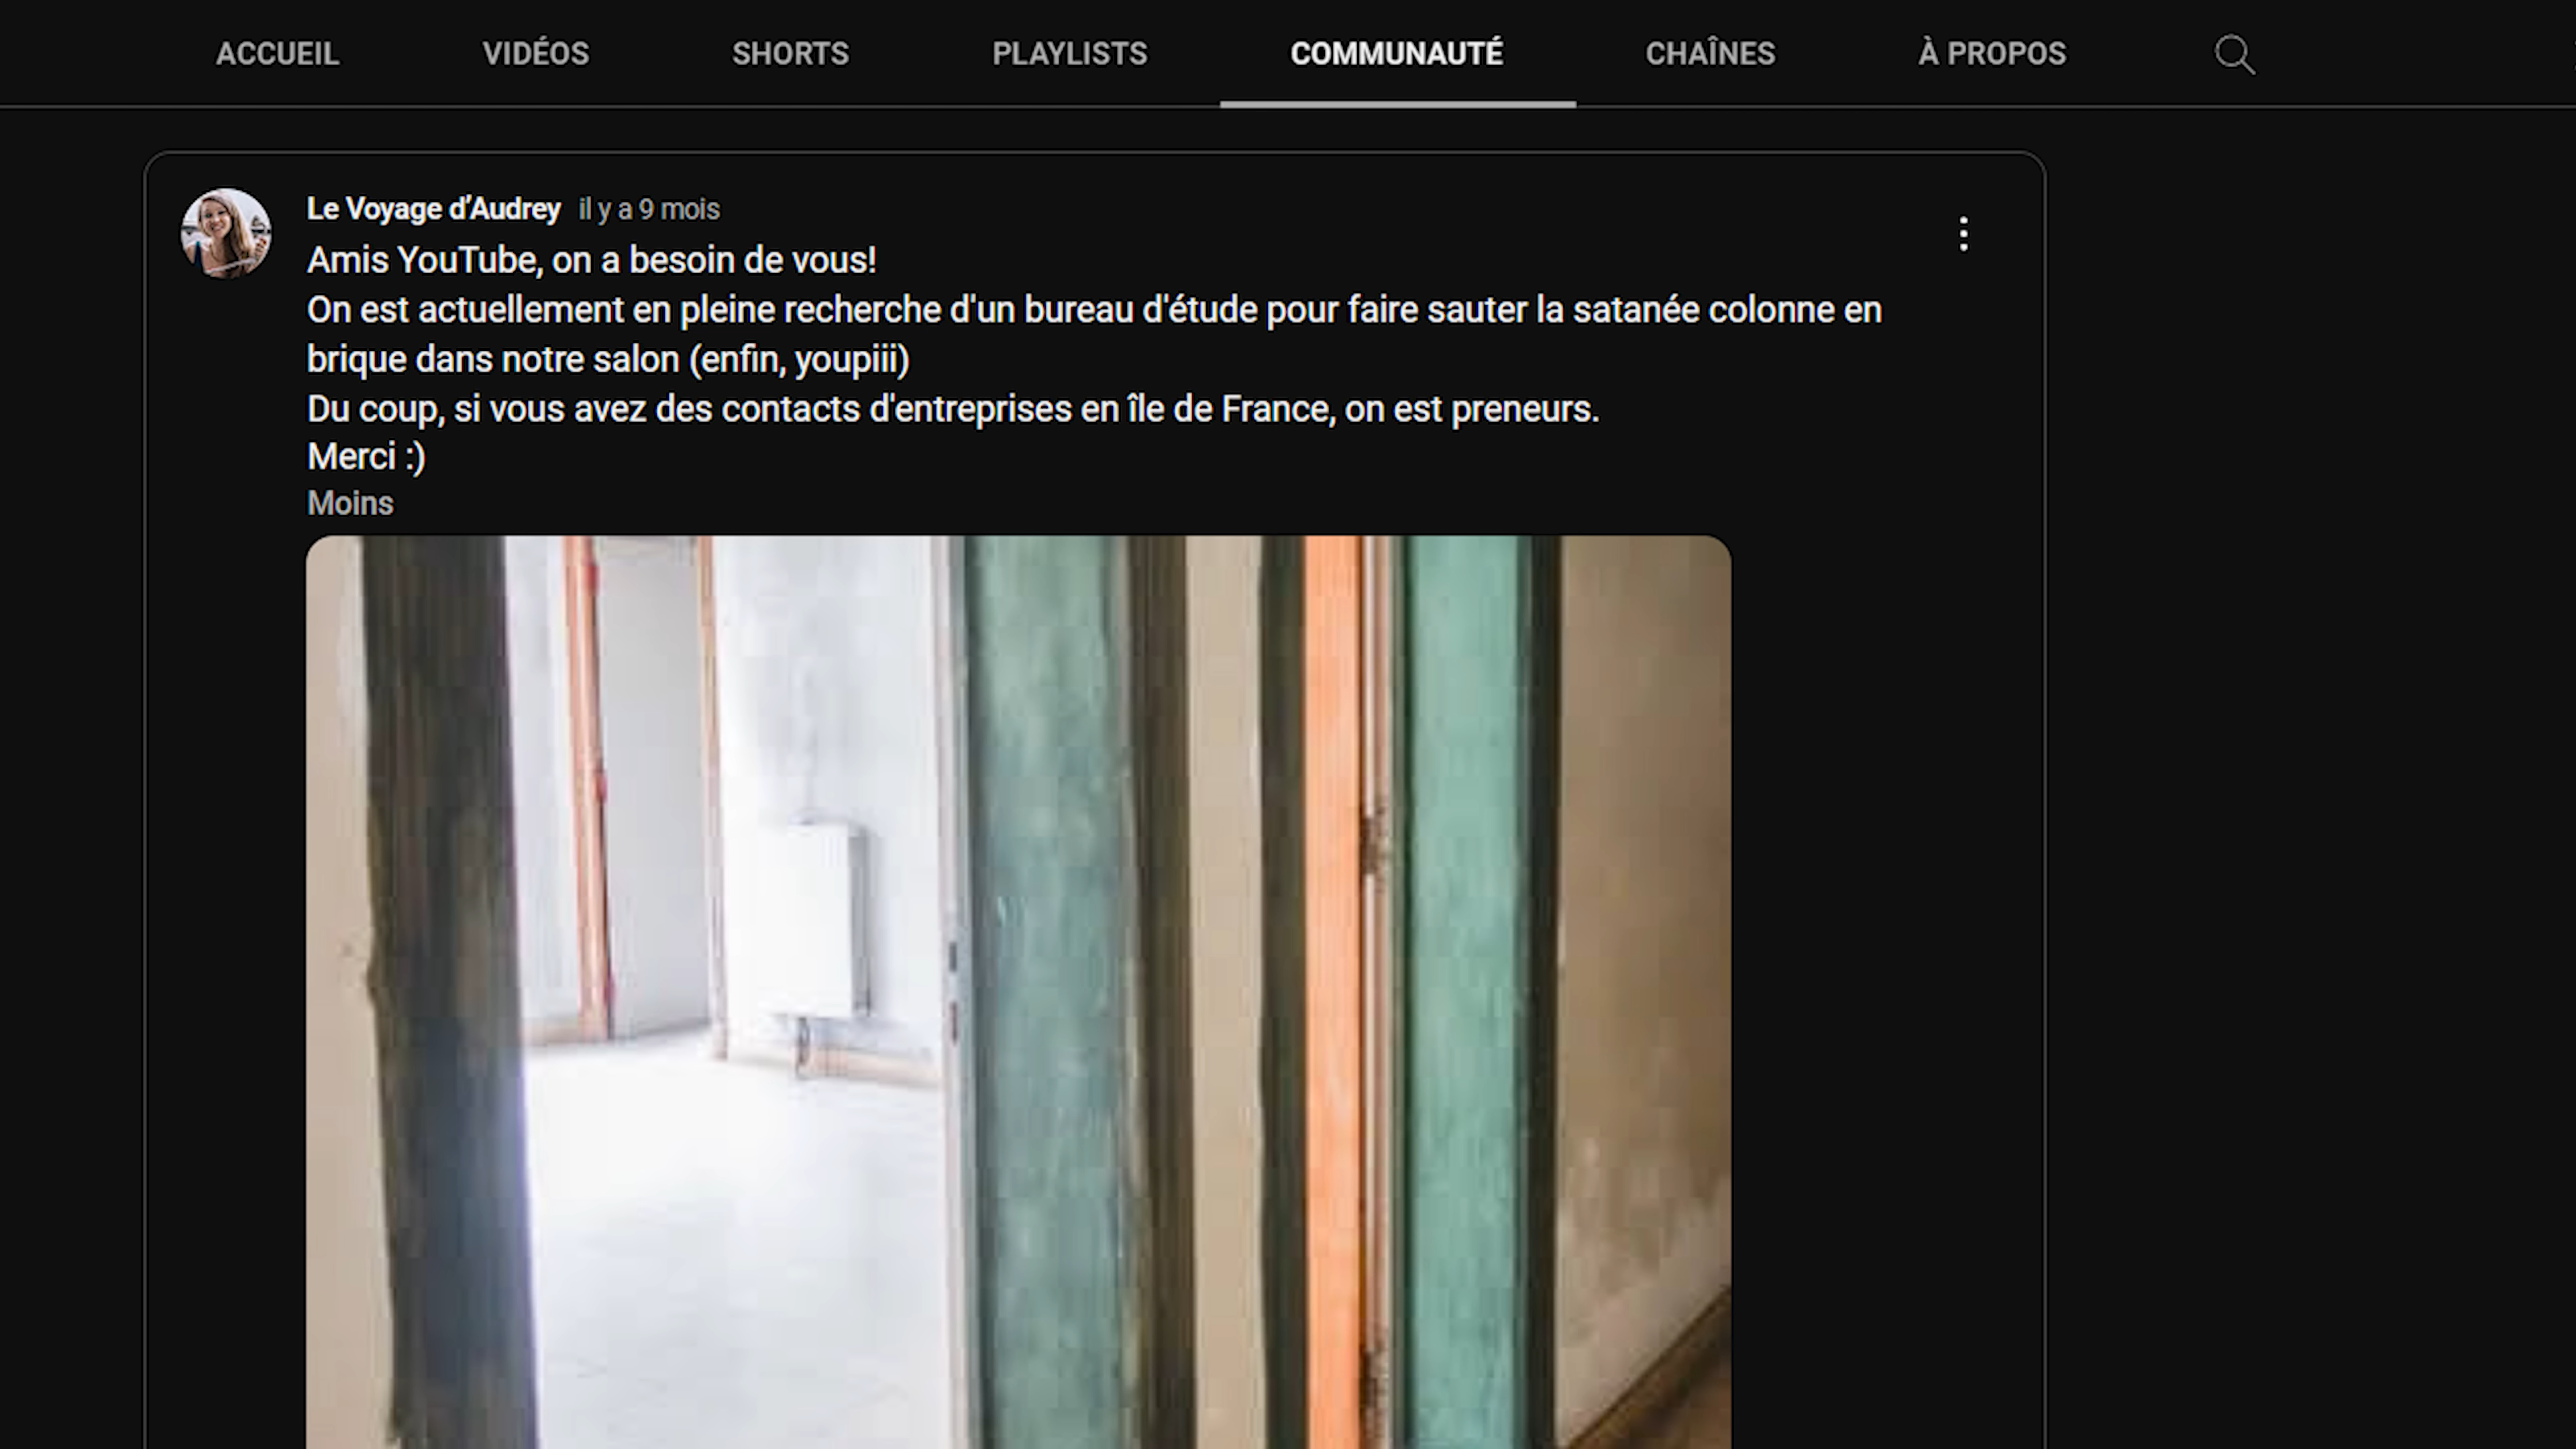 ACCUEIL VIDÉOS SHORTS PLAYLISTS COMMUNAUTÉ CHAÎNES À PROPOS
Le Voyage d'Audrey il y a 9 mois
Amis YouTube, on a besoin de vous!
On est actuellement en pleine recherche d'un bureau d'étude pour faire sauter la satanée colonne en
brique dans notre salon (enfin, youpiii)
Du coup, si vous avez des contacts d'entreprises en île de France, on est preneurs.
Merci :)
Moins